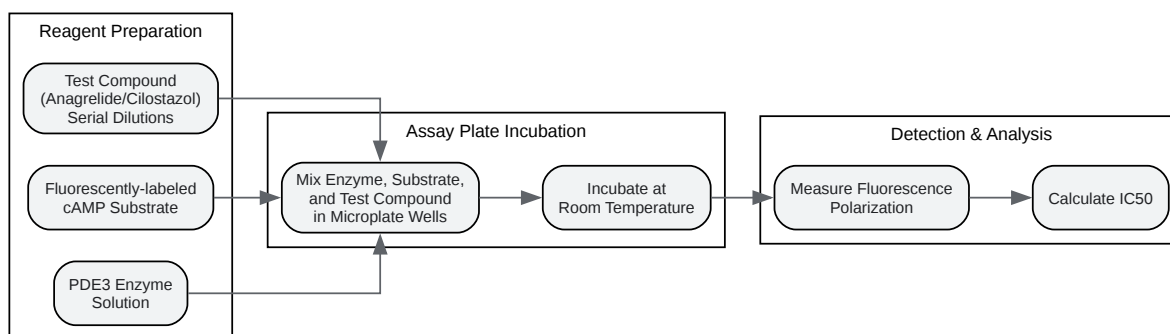 Reagent Preparation
Test Compound
(Anagrelide/Cilostazol)
Serial Dilutions
Fluorescently-labeled
cAMP Substrate
PDE3 Enzyme
Solution
Assay Plate Incubation
Mix Enzyme, Substrate,
and Test Compound
in Microplate Wells
Incubate at
Room Temperature
Detection & Analysis
Measure Fluorescence
Polarization
Calculate IC50